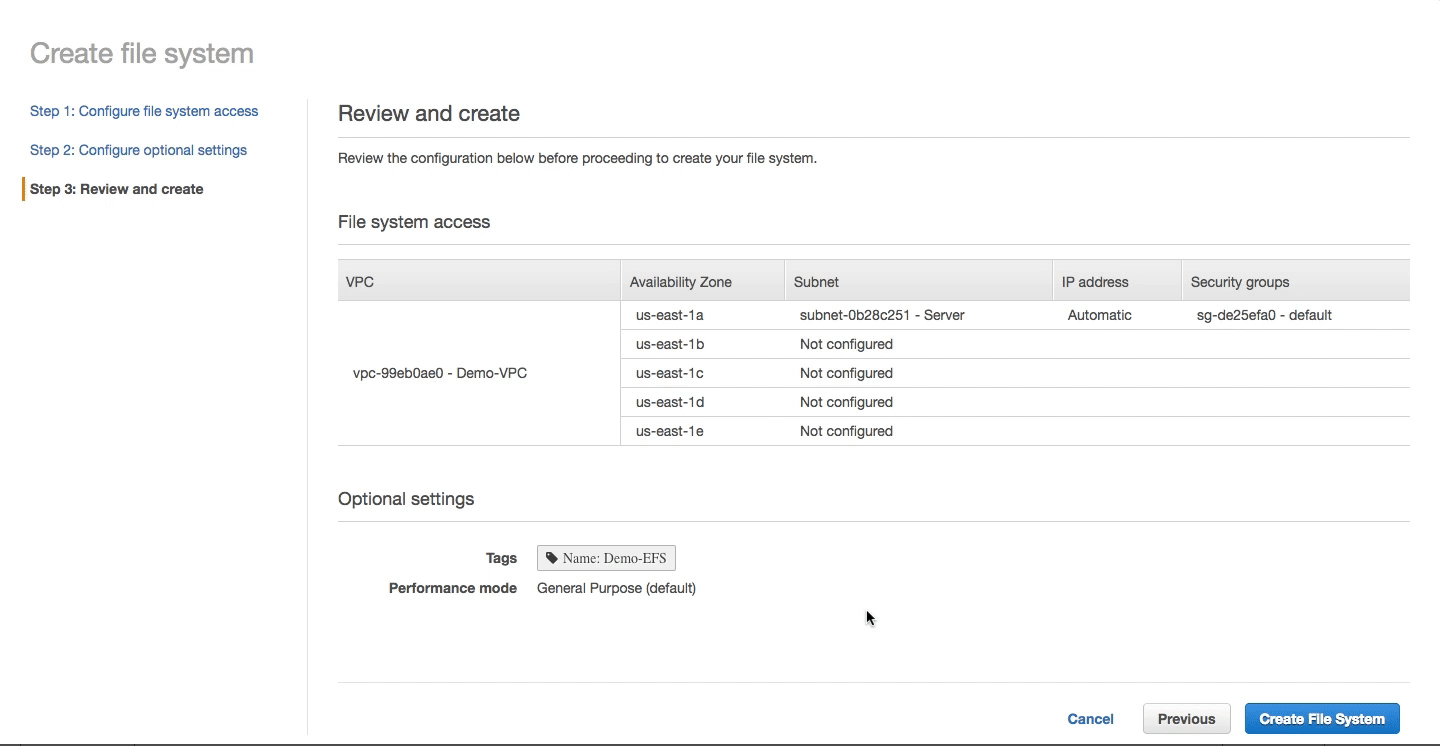 Create file system
Step 1: Configure file system access
Step 2: Configure optional settings
Step 3: Review and create
Review and create
Review the configuration below before proceeding to create your file system.
File system access
VPC Availability Zone Subnet IP address Security groups
us-east-1a subnet-0b28c251 - Server Automatic sg-de25efa0 - default
us-east-1b Not configured
vpc-99eb0ae0 - Demo-VPC us-east-1c Not configured
us-east-1d Not configured
us-east-1e Not configured
Optional settings
Tags Name: Demo-EFS
Performance mode General Purpose (default)
Cancel Previous Create File System